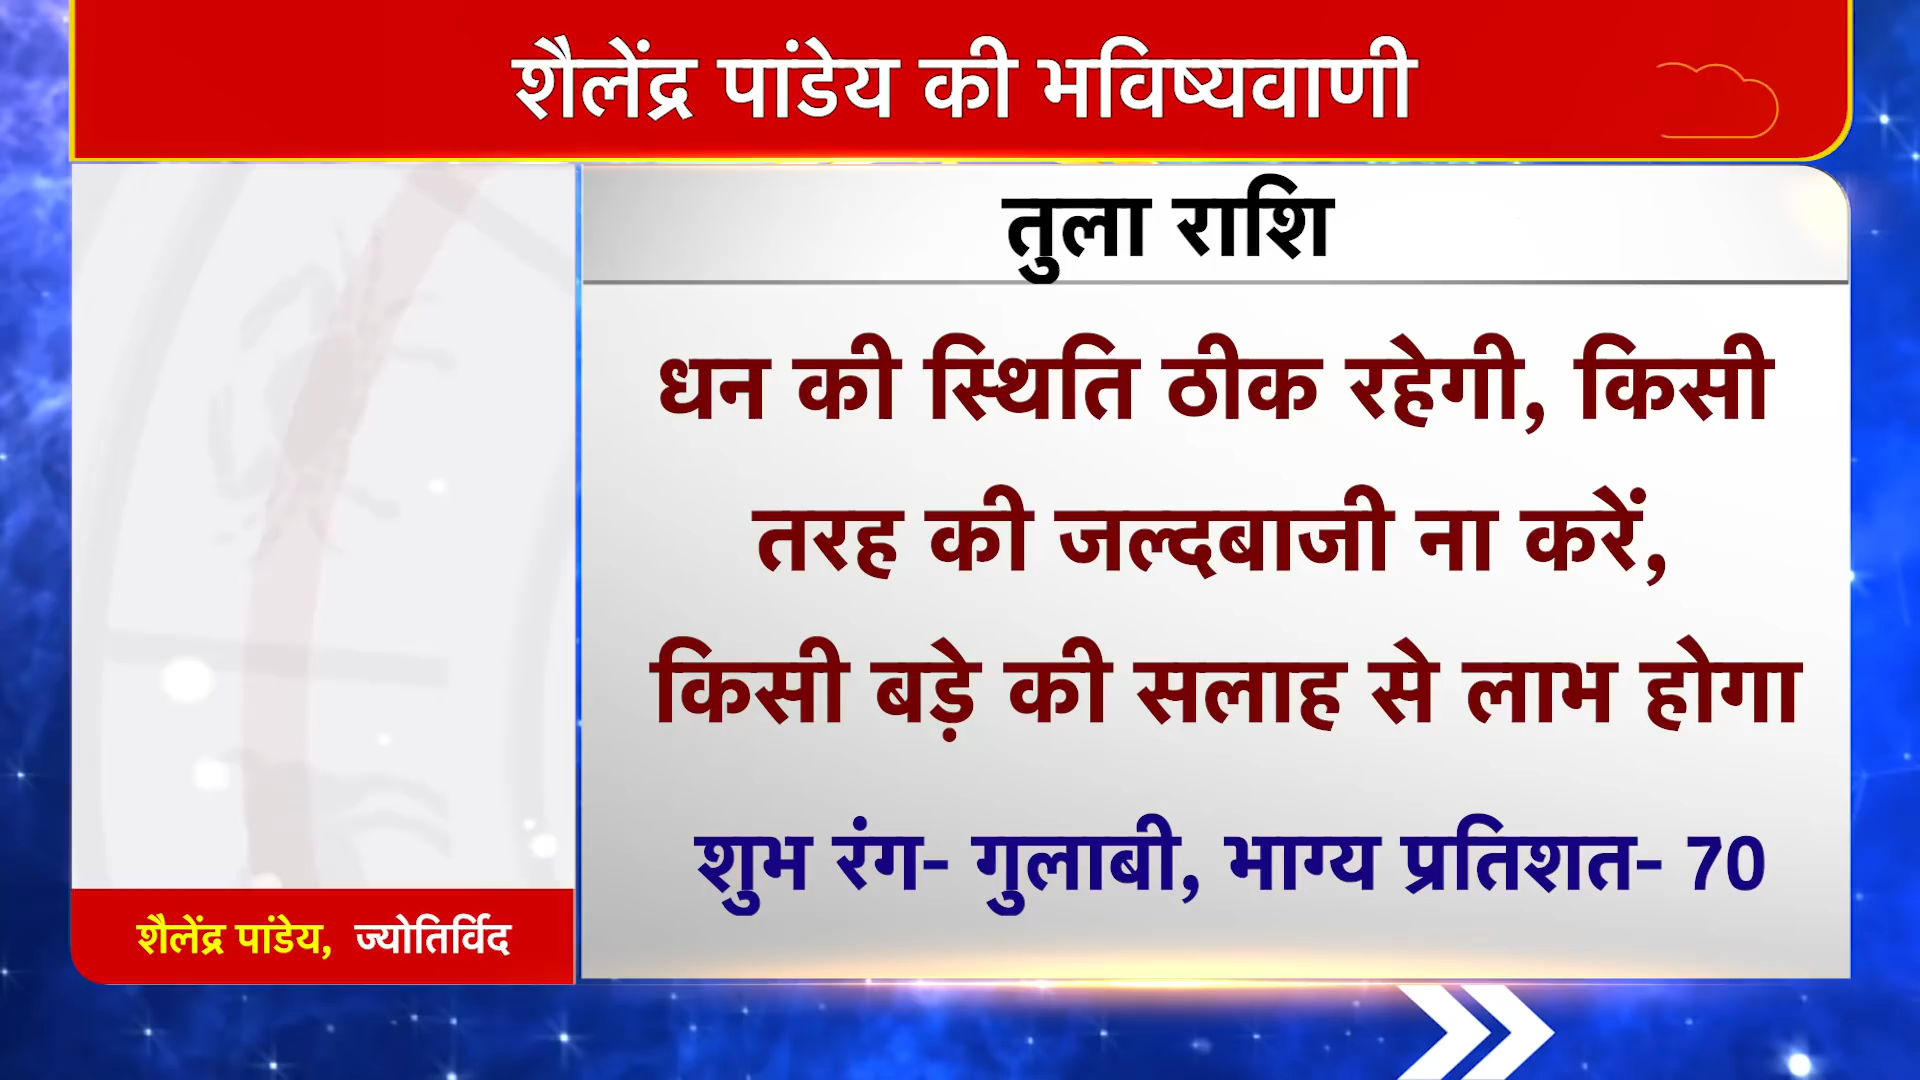 शैलेंद्र पांडेय की भविष्यवाणी
तुला राशि
धन की स्थिति ठीक रहेगी, किसी
तरह की जल्दबाजी ना करें,
किसी बड़े की सलाह से लाभ होगा
शुभ रंग- गुलाबी, भाग्य प्रतिशत- 70
शैलेंद्र पांडेय, ज्योतिर्विद